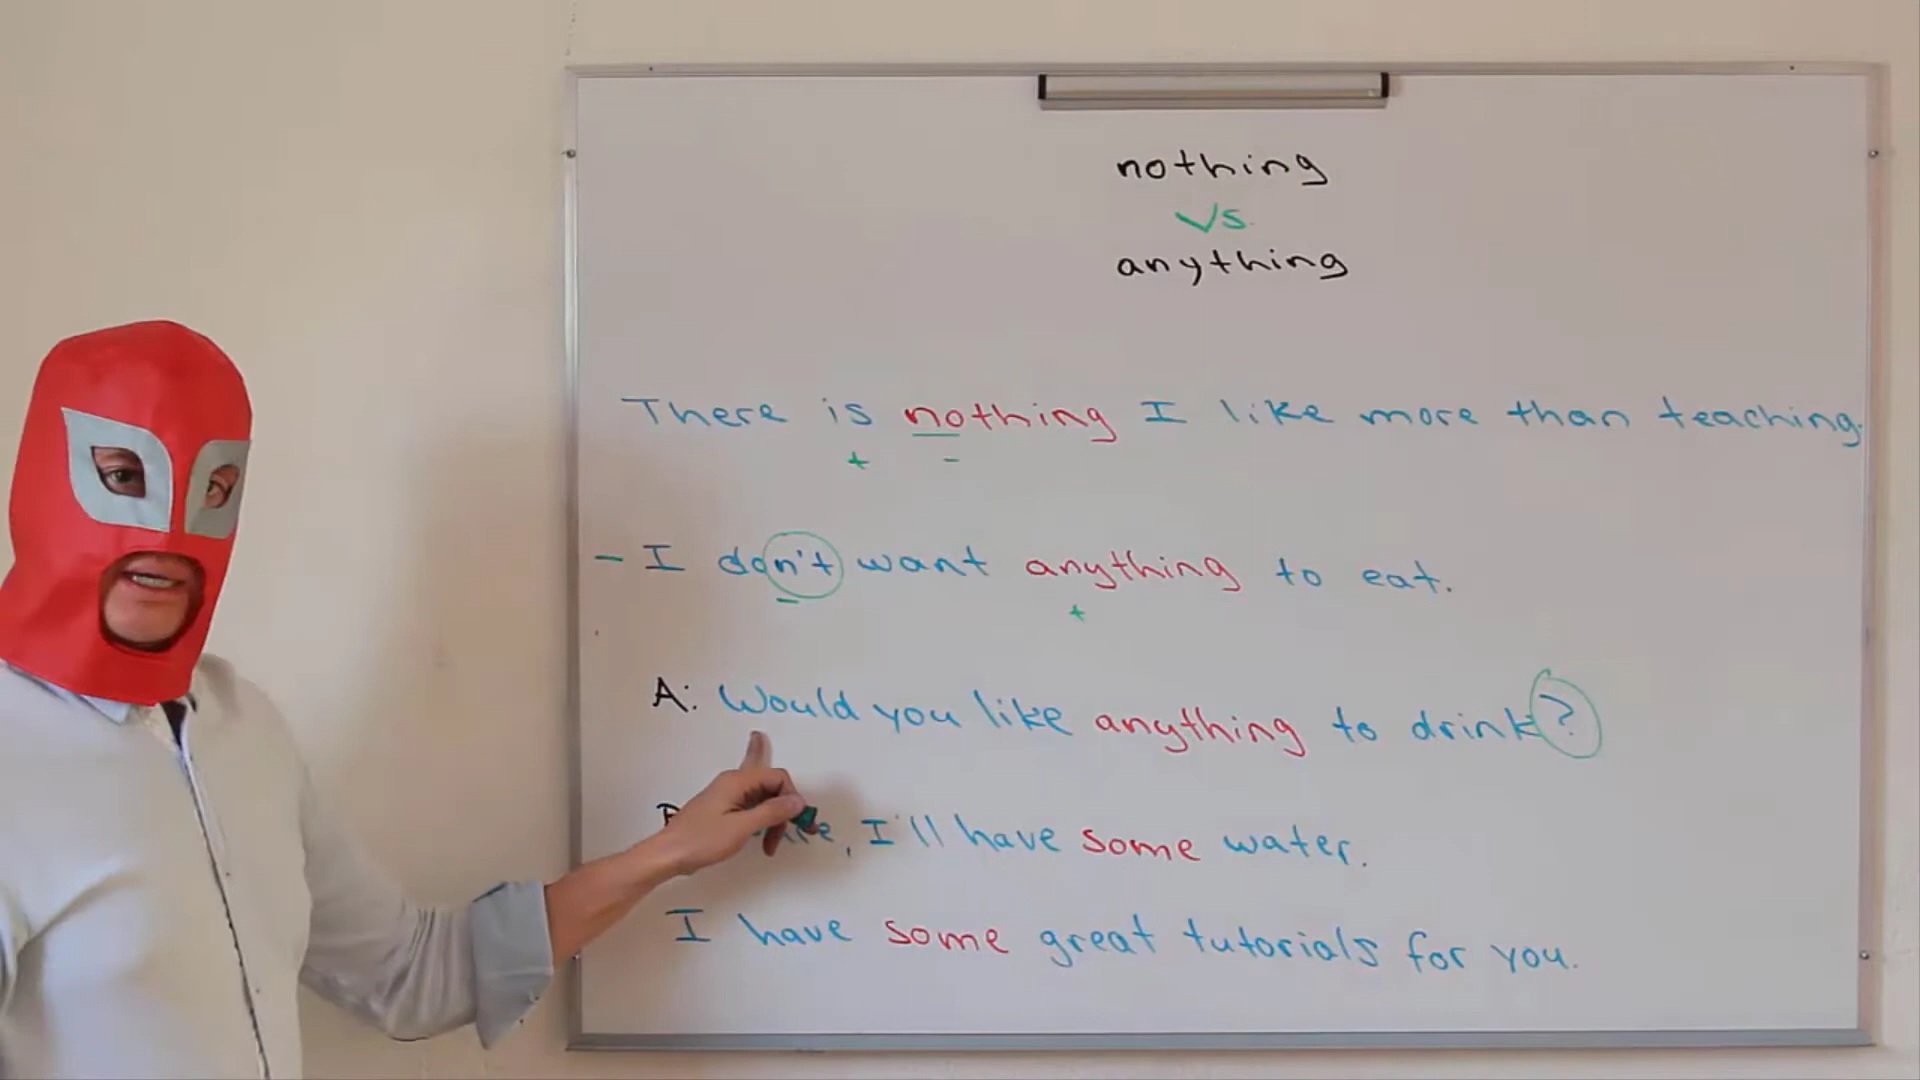 nothing
vs.
anything
There is nothing I like more than teaching.
+ -
- I don't want anything to eat.
- +
A: Would you like anything to drink?
I'll have some water.
I have some great tutorials for you.